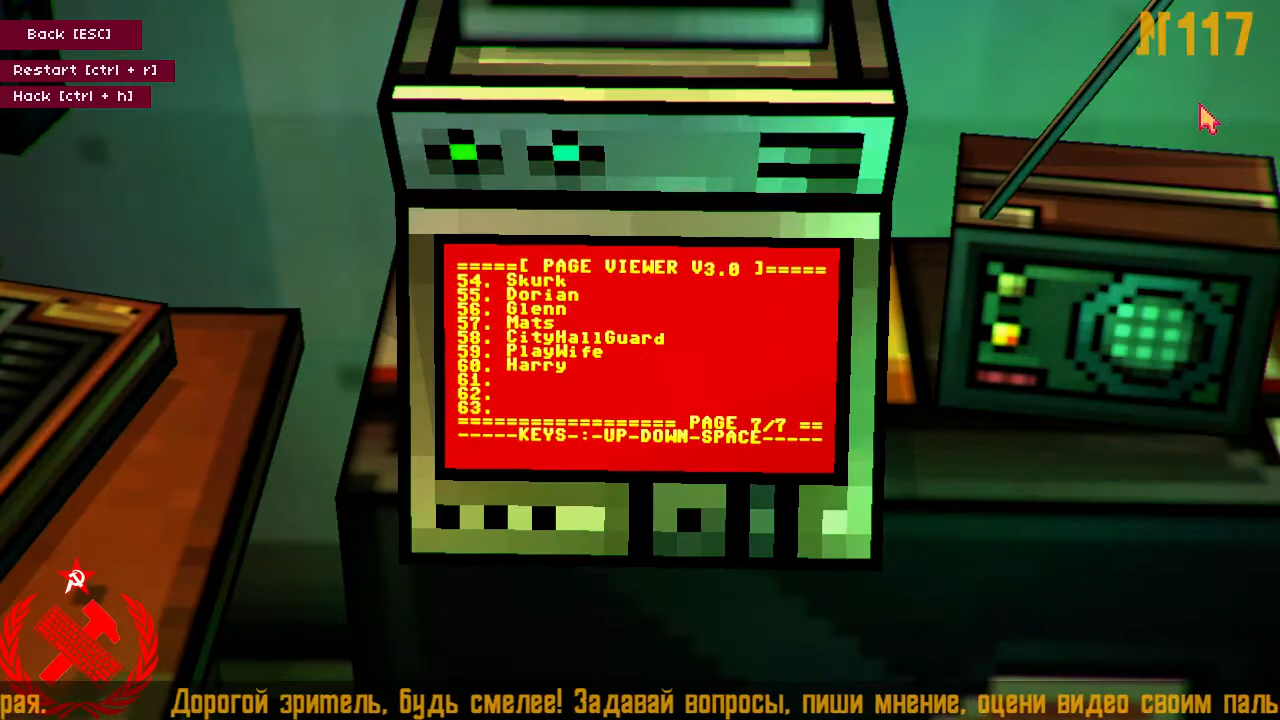 Back [ESC]
N117
Restart [ctrl + r]
Hack [ctrl + h]
=====[ PAGE VIEWER V3.0 ]=====
54. Skurk
55. Dorian
56. Glenn
57. Mats
58. CityHallGuard
59. PlayWife
60. Harry
61.
62.
63.
================== PAGE 7/7 ==
-----KEYS-:-UP-DOWN-SPACE-----
рая. Дорогой зритель, будь смелее! Задавай вопросы, пиши мнение, оцени видео своим паль